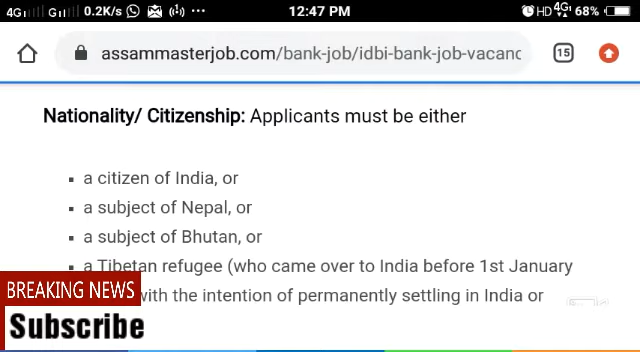 4G 4G 0.2K/s 12:47 PM HD 4G 68%
assammasterjob.com/bank-job/idbi-bank-job-vacanc 15
Nationality/ Citizenship: Applicants must be either
▪ a citizen of India, or
▪ a subject of Nepal, or
▪ a subject of Bhutan, or
▪ a Tibetan refugee (who came over to India before 1st January
BREAKING NEWS
with the intention of permanently settling in India or
Subscribe